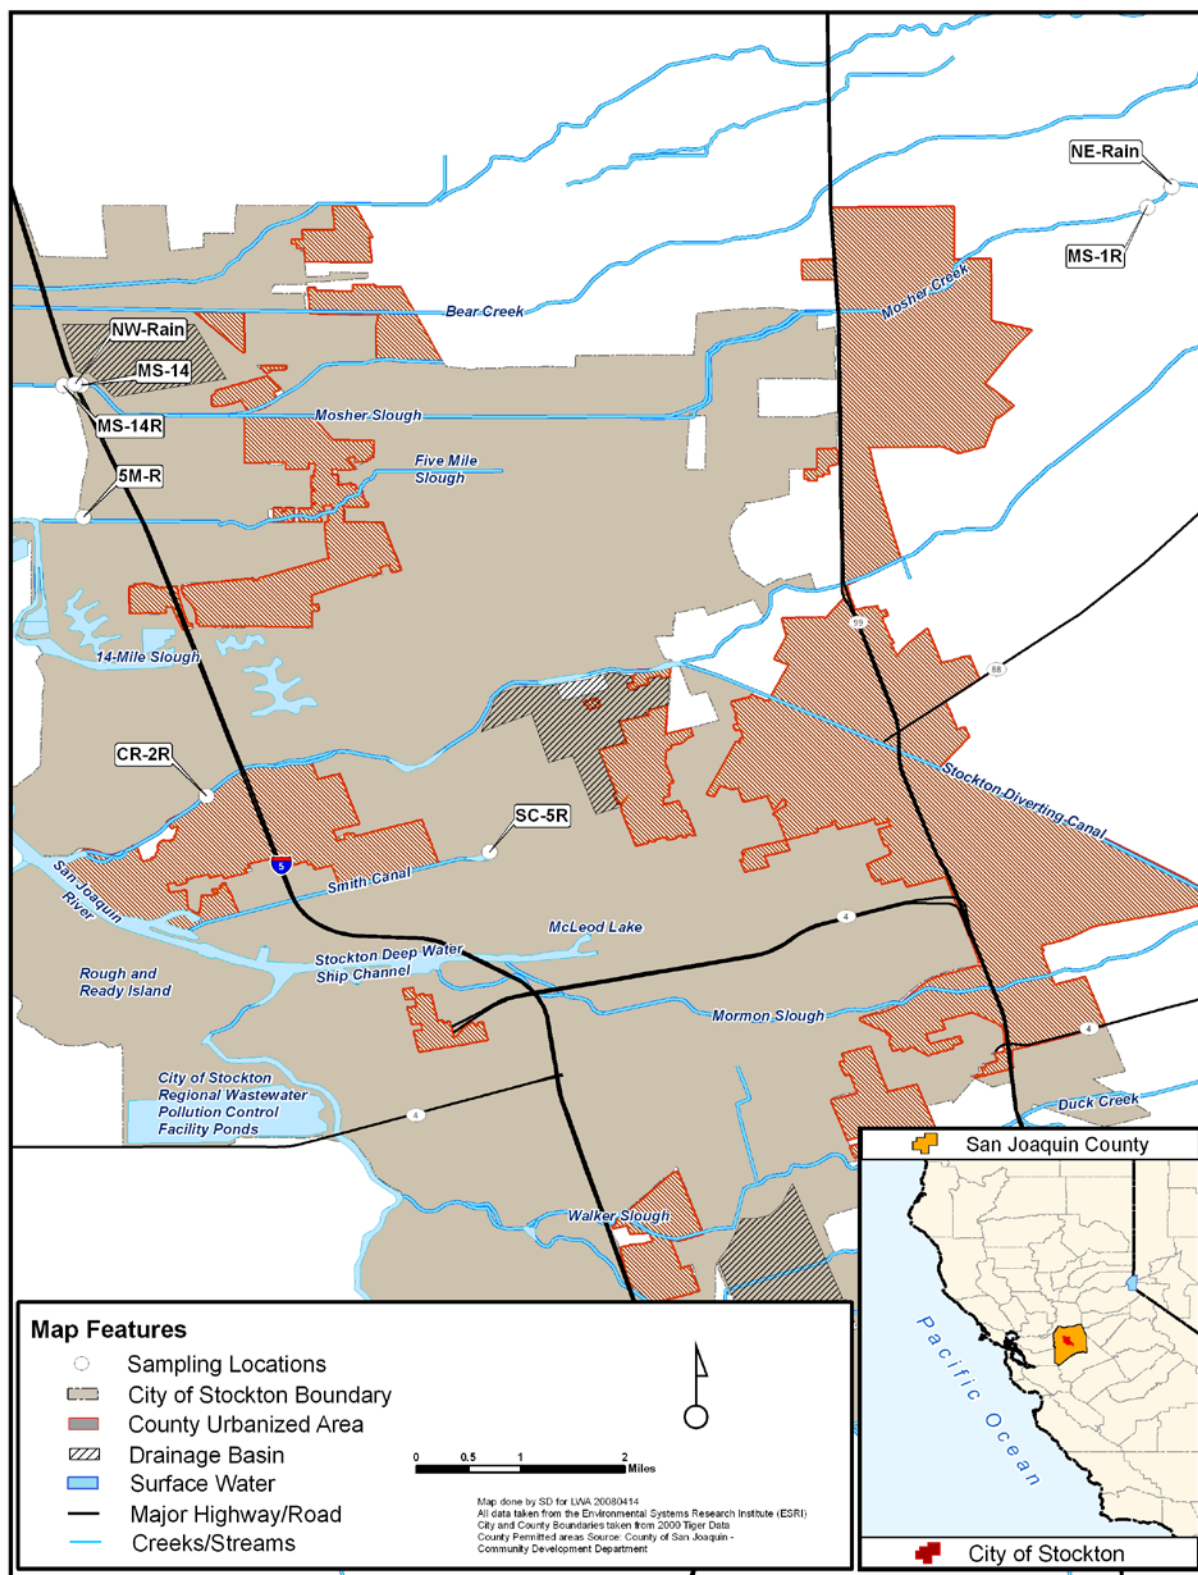 NE-Rain
MS-1R
Mosher Creek
Bear Creek
NW-Rain
MS-14
MS-14R
Mosher Slough
Five Mile
Slough
5M-R
99
88
14-Mile Slough
CR-2R
SC-5R
Stockton Diverting Canal
5
Smith Canal
San Joaquin
River
4
McLeod Lake
Stockton Deep Water
Ship Channel
Rough and
Ready Island
Mormon Slough
4
City of Stockton
Regional Wastewater
Pollution Control
Facility Ponds
4
Duck Creek
Walker Slough
San Joaquin County
Pacific Ocean
City of Stockton
Map Features
Sampling Locations
City of Stockton Boundary
County Urbanized Area
Drainage Basin
Surface Water
Major Highway/Road
Creeks/Streams
0 0.5 1 2
Miles
Map done by SD for LWA 20080414
All data taken from the Environmental Systems Research Institute (ESRI)
City and County Boundaries taken from 2000 Tiger Data
County Permitted areas Source: County of San Joaquin -
Community Development Department